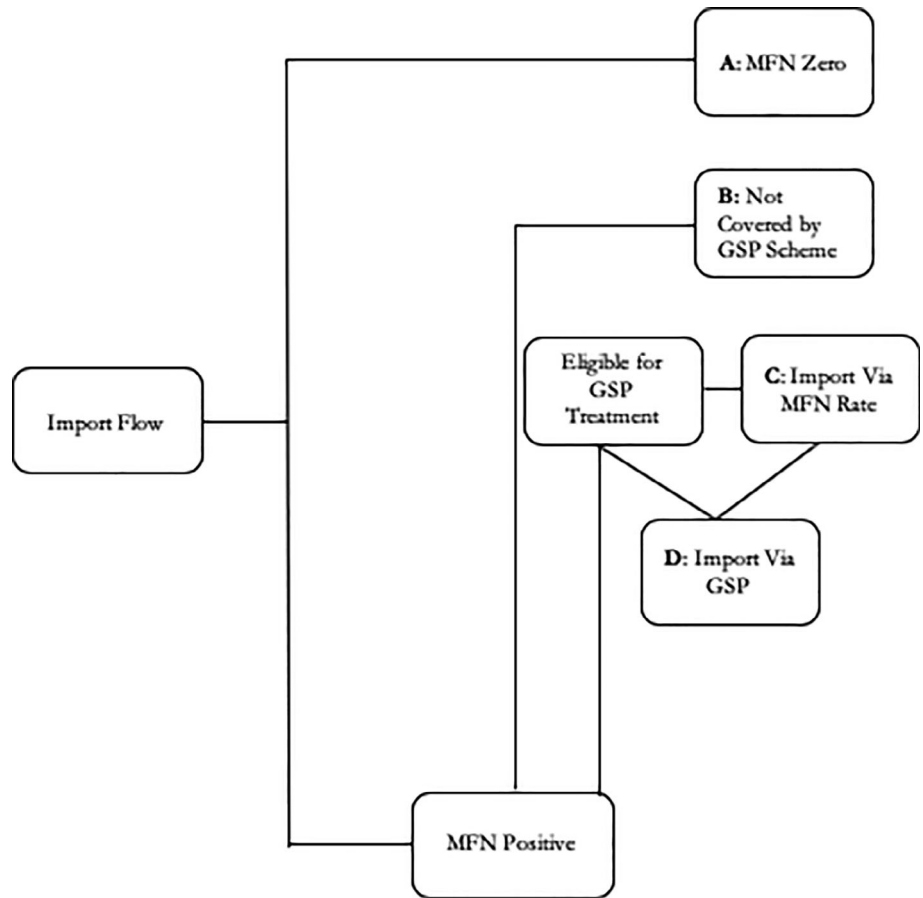 A: MFN Zero
B: Not
Covered by
GSP Scheme
Eligible for
GSP
Treatment
C: Import Via
MFN Rate
Import Flow
D: Import Via
GSP
MFN Positive